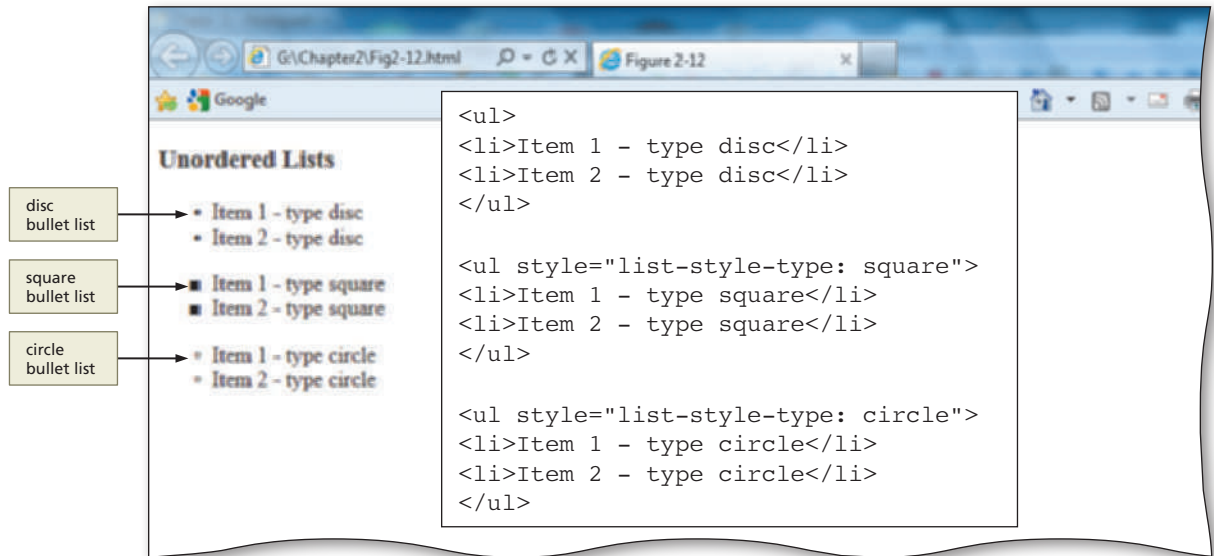 G:\Chapter2\Fig2-12.html
Figure 2-12
Google
Unordered Lists
disc
bullet list
• Item 1 - type disc
• Item 2 - type disc
square
bullet list
■ Item 1 - type square
■ Item 2 - type square
circle
bullet list
◦ Item 1 - type circle
◦ Item 2 - type circle
<ul>
<li>Item 1 – type disc</li>
<li>Item 2 – type disc</li>
</ul>
<ul style="list-style-type: square">
<li>Item 1 – type square</li>
<li>Item 2 – type square</li>
</ul>
<ul style="list-style-type: circle">
<li>Item 1 – type circle</li>
<li>Item 2 – type circle</li>
</ul>